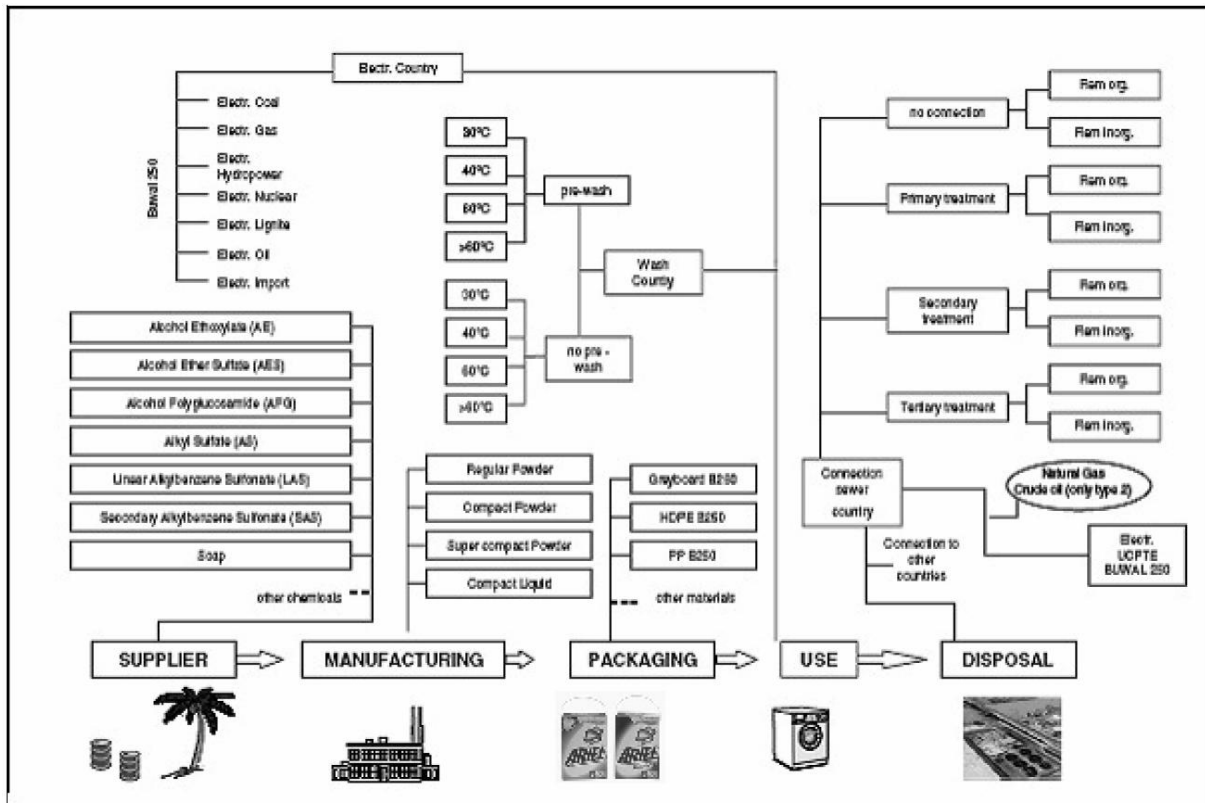 Electr. Country
Electr. Coal
Electr. Gas
Electr.
Hydropower
Electr. Nuclear
Electr. Lignite
Electr. Oil
Electr. Import
Buwal 250
30°C
40°C
60°C
>60°C
pre-wash
Wash
Country
30°C
40°C
60°C
>60°C
no pre -
wash
no connection
Rem org.
Rem inorg.
Primary treatment
Rem org.
Rem inorg.
Secondary
treatment
Rem org.
Rem inorg.
Tertiary treatment
Rem org.
Rem inorg.
Alcohol Ethoxylate (AE)
Alcohol Ether Sulfate (AES)
Alcohol Polyglucosamide (APG)
Alkyl Sulfate (AS)
Linear Alkylbenzene Sulfonate (LAS)
Secondary Alkylbenzene Sulfonate (SAS)
Soap
other chemicals
Regular Powder
Compact Powder
Super compact Powder
Compact Liquid
Greyboard B250
HDPE B250
PP B250
other materials
Connection
sewer
country
Natural Gas
Crude oil (only type 2)
Connection to
other
countries
Electr.
UCPTE
BUWAL 250
SUPPLIER
MANUFACTURING
PACKAGING
USE
DISPOSAL
ARIEL
ARIEL